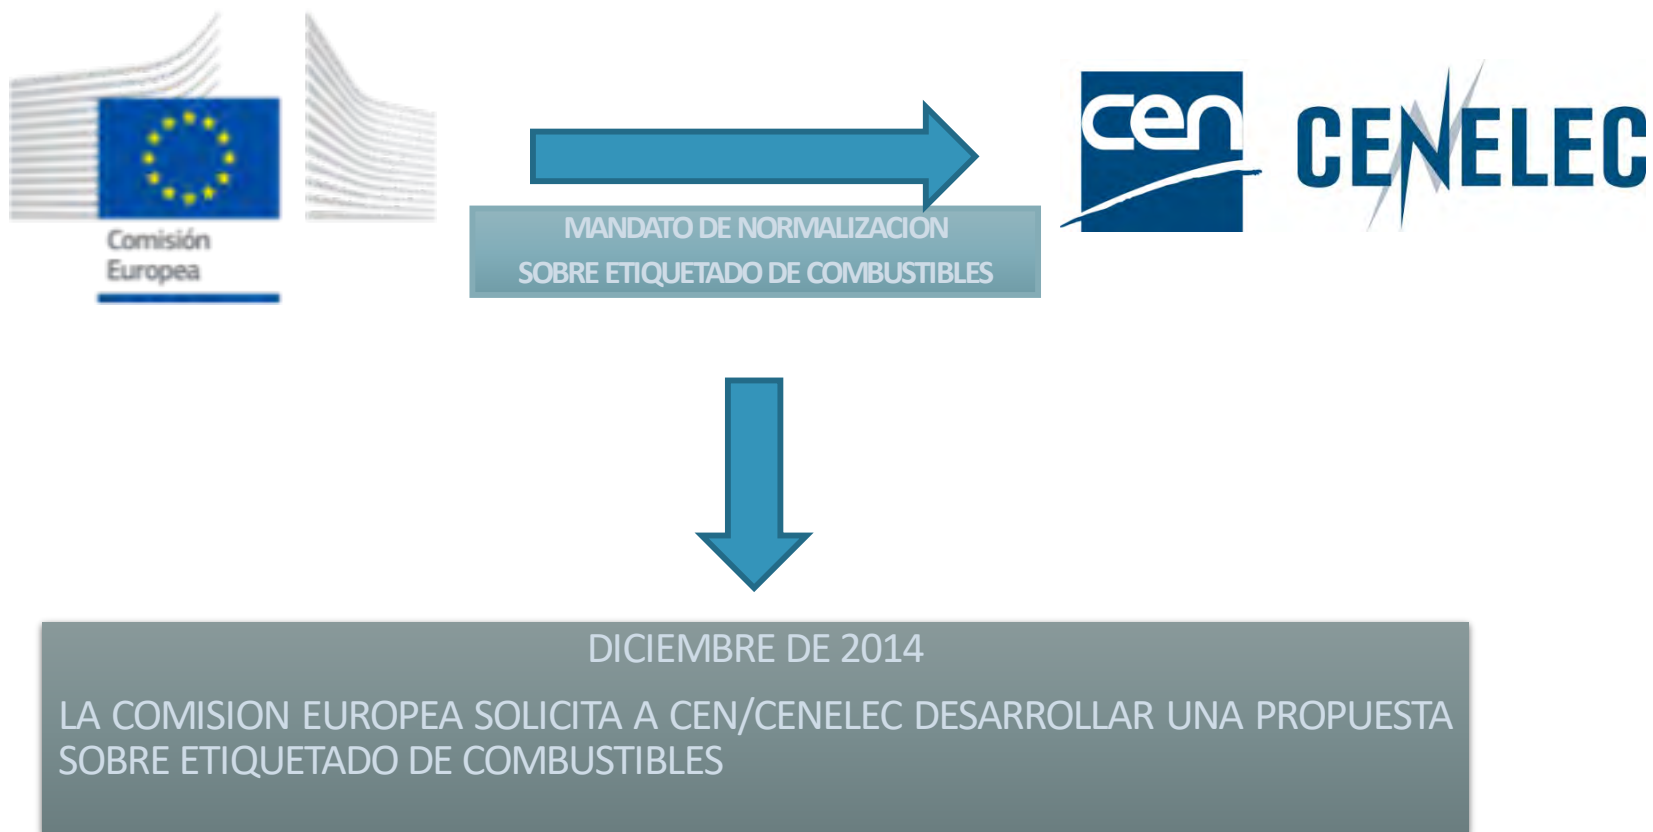 Comisión
Europea
cen
CENELEC
MANDATO DE NORMALIZACIÓN
SOBRE ETIQUETADO DE COMBUSTIBLES
DICIEMBRE DE 2014
LA COMISION EUROPEA SOLICITA A CEN/CENELEC DESARROLLAR UNA PROPUESTA
SOBRE ETIQUETADO DE COMBUSTIBLES